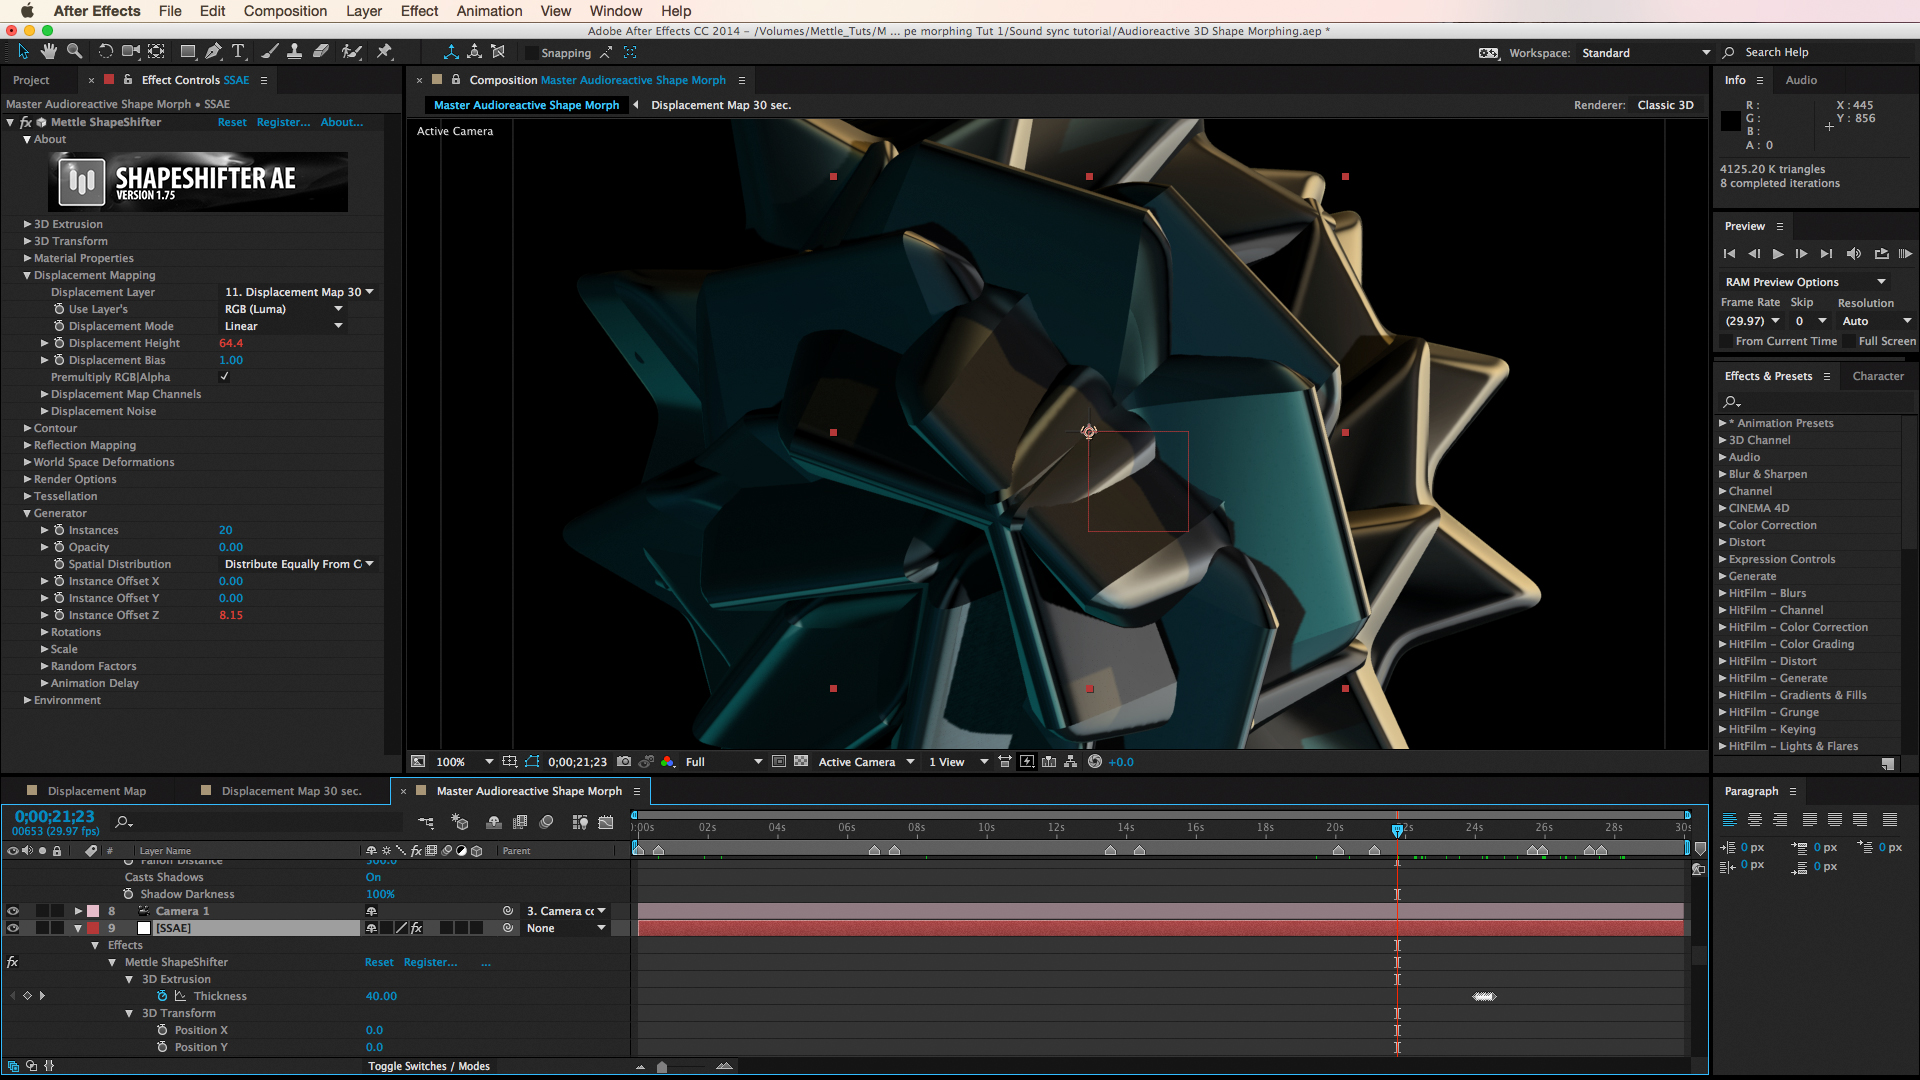 After Effects File Edit Composition Layer Effect Animation View Window Help
Adobe After Effects CC 2014 - /Volumes/Mettle_Tuts/M ... pe morphing Tut 1/Sound sync tutorial/Audioreactive 3D Shape Morphing.aep *
Snapping
Workspace: Standard
Search Help
Project
× Effect Controls SSAE
Master Audioreactive Shape Morph • SSAE
fx Mettle ShapeShifter Reset Register... About...
About
SHAPESHIFTER AE
VERSION 1.75
3D Extrusion
3D Transform
Material Properties
Displacement Mapping
Displacement Layer 11. Displacement Map 30
Use Layer's RGB (Luma)
Displacement Mode Linear
Displacement Height 64.4
Displacement Bias 1.00
Premultiply RGB|Alpha
Displacement Map Channels
Displacement Noise
Contour
Reflection Mapping
World Space Deformations
Render Options
Tessellation
Generator
Instances 20
Opacity 0.00
Spatial Distribution Distribute Equally From C
Instance Offset X 0.00
Instance Offset Y 0.00
Instance Offset Z 8.15
Rotations
Scale
Random Factors
Animation Delay
Environment
× Composition Master Audioreactive Shape Morph
Master Audioreactive Shape Morph Displacement Map 30 sec.
Renderer: Classic 3D
Active Camera
100% 0;00;21;23 Full Active Camera 1 View +0.0
Info Audio
R : X : 445
G : Y : 856
B :
A : 0
4125.20 K triangles
8 completed iterations
Preview
RAM Preview Options
Frame Rate Skip Resolution
(29.97) 0 Auto
From Current Time Full Screen
Effects & Presets Character
* Animation Presets
3D Channel
Audio
Blur & Sharpen
Channel
CINEMA 4D
Color Correction
Distort
Expression Controls
Generate
HitFilm - Blurs
HitFilm - Channel
HitFilm - Color Correction
HitFilm - Color Grading
HitFilm - Distort
HitFilm - Generate
HitFilm - Gradients & Fills
HitFilm - Grunge
HitFilm - Keying
HitFilm - Lights & Flares
Paragraph
0 px 0 px 0 px
0 px 0 px
Displacement Map Displacement Map 30 sec. × Master Audioreactive Shape Morph
0;00;21;23
00653 (29.97 fps)
02s 04s 06s 08s 10s 12s 14s 16s 18s 20s 24s 26s 28s
# Layer Name fx Parent
Falloff Distance 500.0
Casts Shadows On
Shadow Darkness 100%
8 Camera 1 3. Camera cc
9 [SSAE] fx None
Effects
fx Mettle ShapeShifter Reset Register... ...
3D Extrusion
Thickness 40.00
3D Transform
Position X 0.0
Position Y 0.0
Toggle Switches / Modes